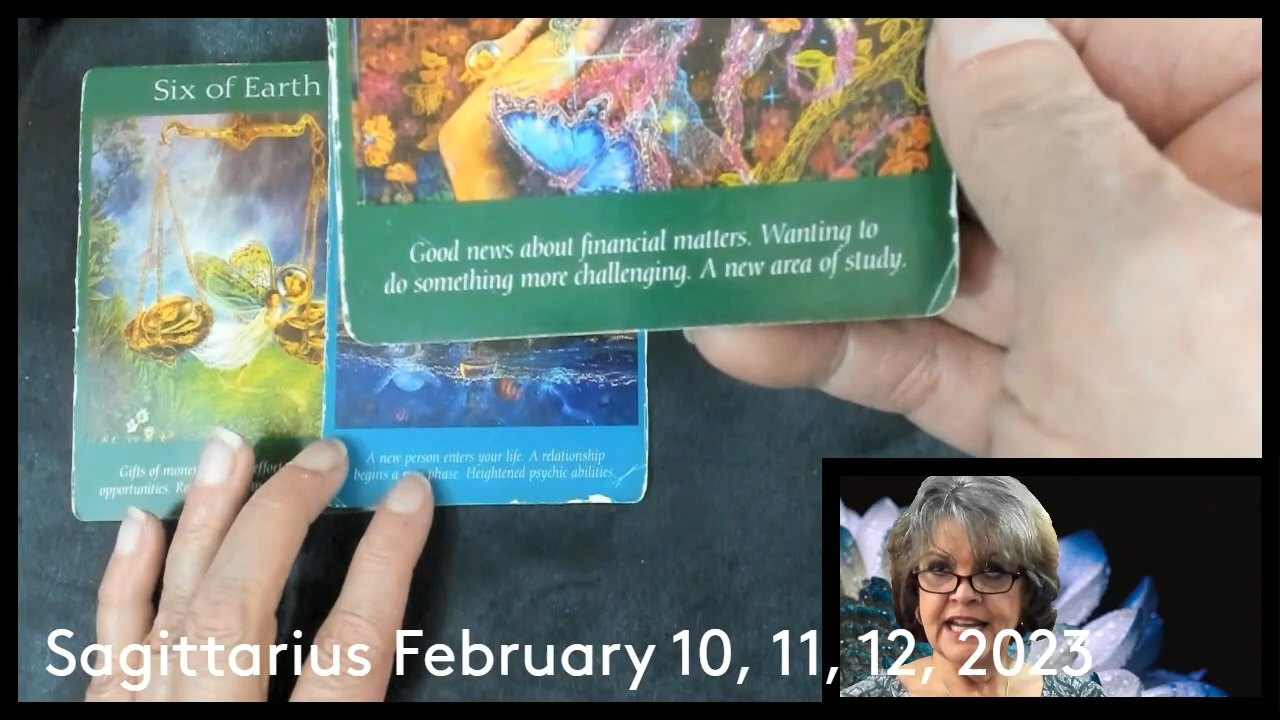 Six of Earth
Good news about financial matters. Wanting to
do something more challenging. A new area of study.
A new person enters your life. A relationship
begins a phase. Heightened psychic abilities.
Gifts of money effort
opportunities.
Sagittarius February 10, 11, 12, 2023